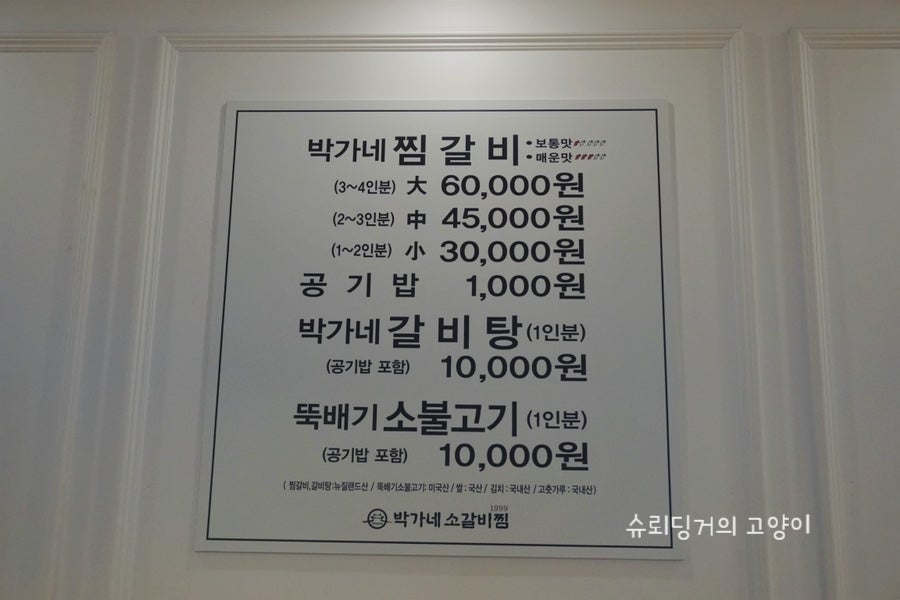 박가네 찜갈비 : 보통맛
: 매운맛
(3~4인분) 大 60,000원
(2~3인분) 中 45,000원
(1~2인분) 小 30,000원
공기밥 1,000원
박가네 갈비탕 (1인분)
(공기밥 포함) 10,000원
뚝배기 소불고기 (1인분)
(공기밥 포함) 10,000원
( 찜갈비,갈비탕:뉴질랜드산 / 뚝배기소불고기: 미국산 / 쌀 : 국산 / 김치 : 국내산 / 고춧가루 : 국내산)
1999
박가네 소갈비찜
슈뢰딩거의 고양이